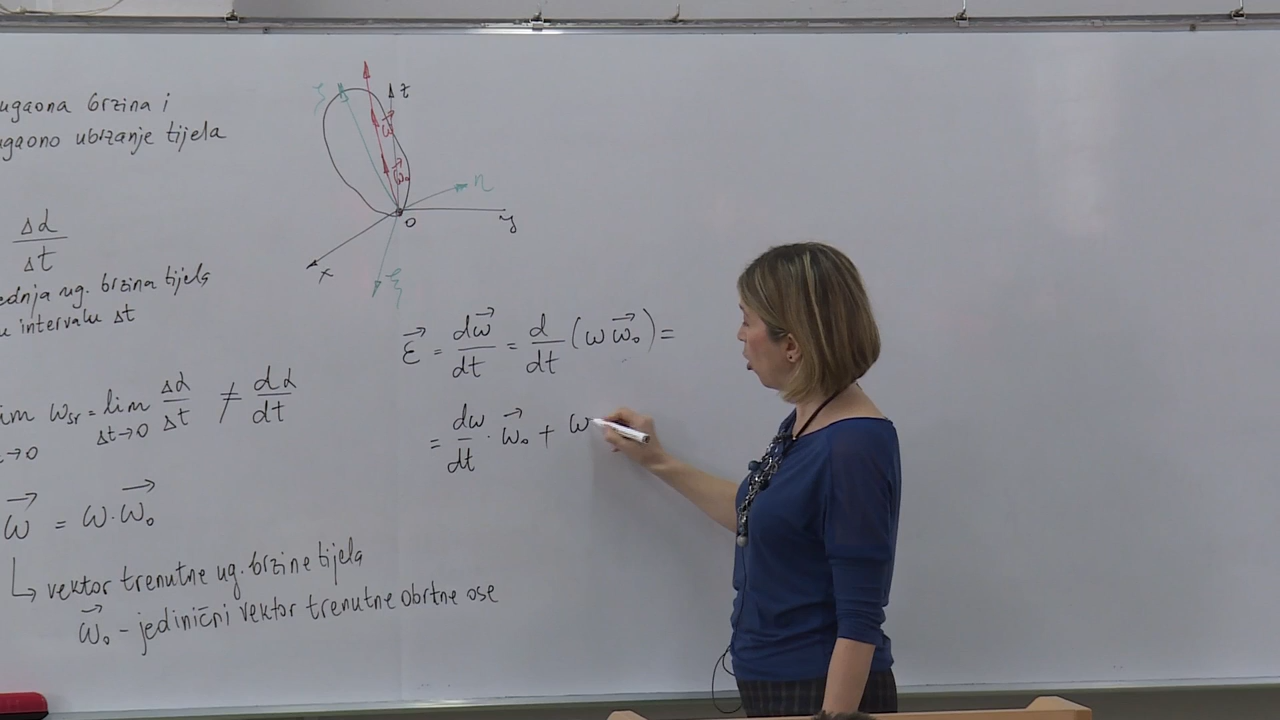 ugaona brzina i
ugaono ubrzanje tijela
Δα
Δt
ednja ug. brzina tijela
u intervalu Δt
lim ωsr = lim Δα/Δt ≠ dα/dt
Δt→0
→0
ω⃗ = ω·ω⃗₀
↳ vektor trenutne ug. brzine tijela
ω⃗₀ - jedinični vektor trenutne obrtne ose
ζ
z
ω⃗
ω⃗₀
η
O
y
x
ξ
ε⃗ = dω⃗/dt = d/dt (ω ω⃗₀) =
= dω/dt · ω⃗₀ + ω